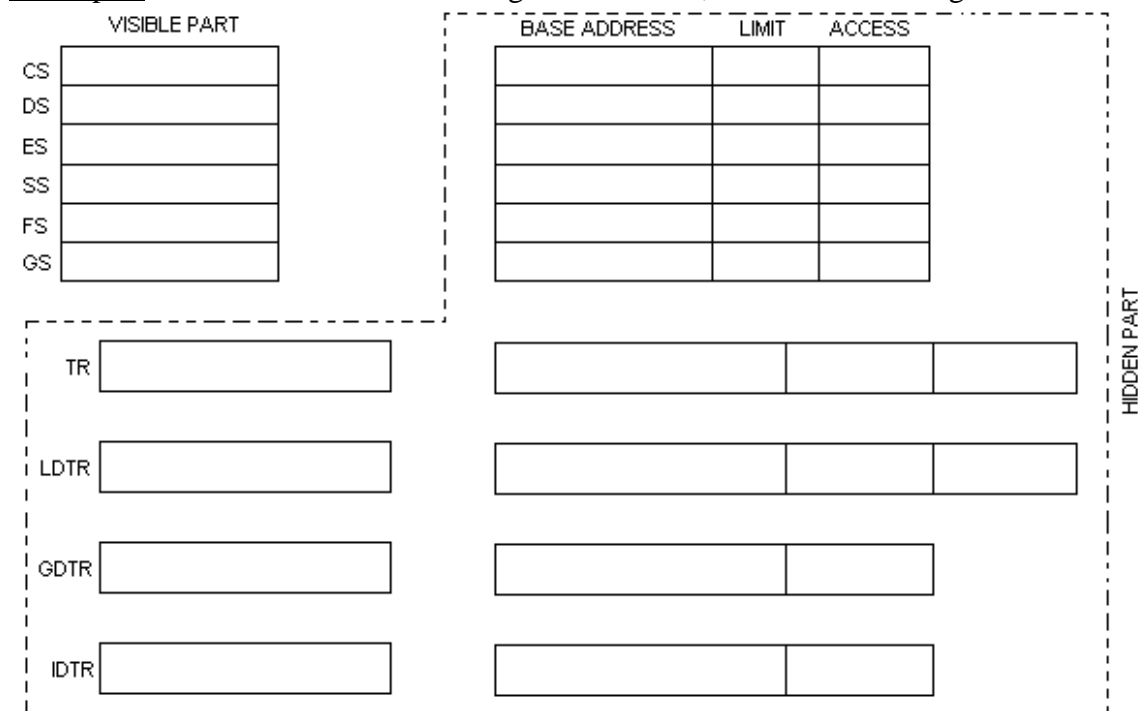 VISIBLE PART
BASE ADDRESS LIMIT ACCESS
CS
DS
ES
SS
FS
GS
HIDDEN PART
TR
LDTR
GDTR
IDTR